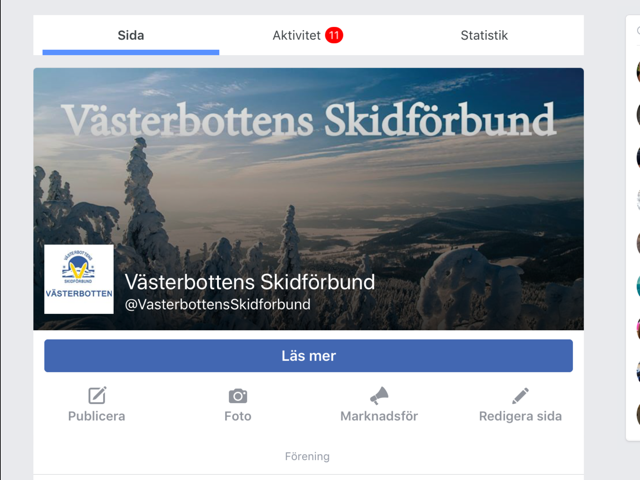 Sida
Aktivitet 11
Statistik
Västerbottens Skidförbund
VÄSTERBOTTENS
SKIDFÖRBUND
VÄSTERBOTTEN
Västerbottens Skidförbund
@VasterbottensSkidforbund
Läs mer
Publicera
Foto
Marknadsför
Redigera sida
Förening